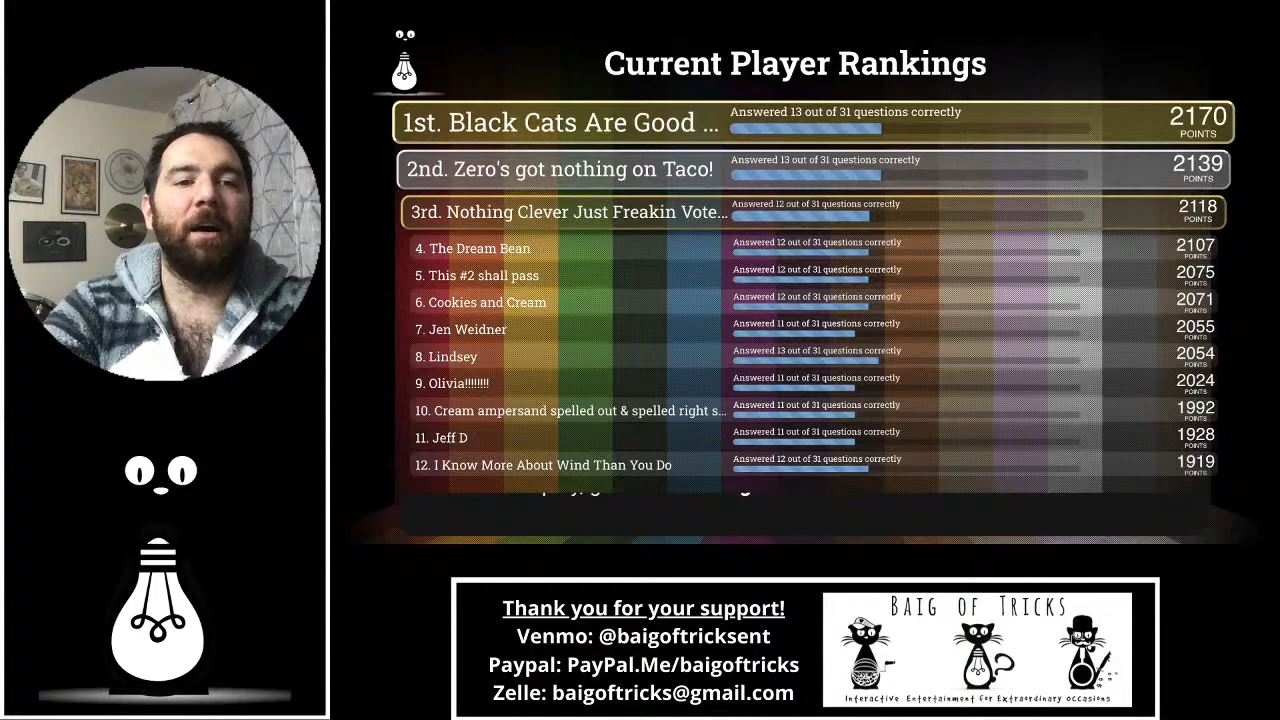 Current Player Rankings
1st. Black Cats Are Good ...
Answered 13 out of 31 questions correctly
2170
POINTS
2nd. Zero's got nothing on Taco!
Answered 13 out of 31 questions correctly
2139
POINTS
3rd. Nothing Clever Just Freakin Vote...
Answered 12 out of 31 questions correctly
2118
POINTS
4. The Dream Bean
Answered 12 out of 31 questions correctly
2107
POINTS
5. This #2 shall pass
Answered 12 out of 31 questions correctly
2075
POINTS
6. Cookies and Cream
Answered 12 out of 31 questions correctly
2071
POINTS
7. Jen Weidner
Answered 11 out of 31 questions correctly
2055
POINTS
8. Lindsey
Answered 13 out of 31 questions correctly
2054
POINTS
9. Olivia!!!!!!!!
Answered 11 out of 31 questions correctly
2024
POINTS
10. Cream ampersand spelled out & spelled right s...
Answered 11 out of 31 questions correctly
1992
POINTS
11. Jeff D
Answered 11 out of 31 questions correctly
1928
POINTS
12. I Know More About Wind Than You Do
Answered 12 out of 31 questions correctly
1919
POINTS
Thank you for your support!
Venmo: @baigoftricksent
Paypal: PayPal.Me/baigoftricks
Zelle: baigoftricks@gmail.com
BAIG OF TRICKS
Interactive Entertainment for Extraordinary occasions